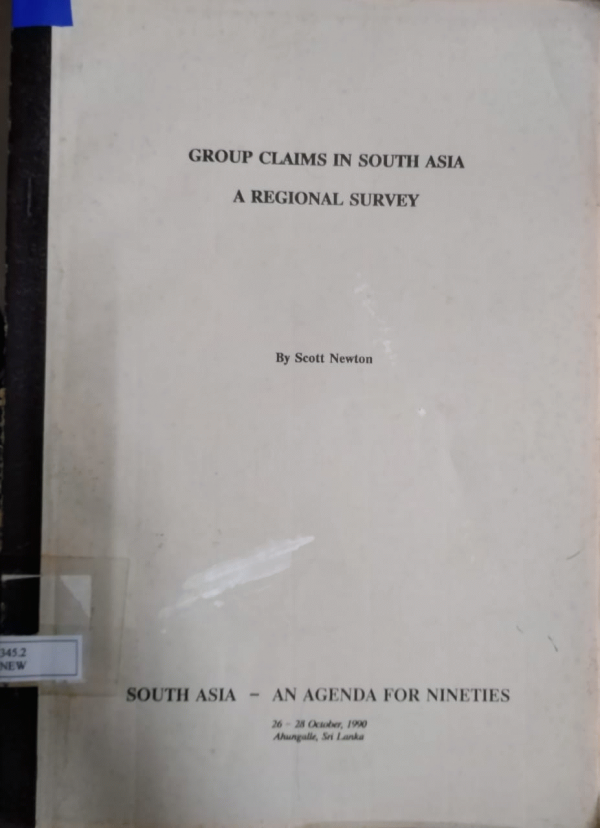 GROUP CLAIMS IN SOUTH ASIA
A REGIONAL SURVEY
By Scott Newton
345.2
NEW
SOUTH ASIA – AN AGENDA FOR NINETIES
26 – 28 October, 1990
Ahungalle, Sri Lanka